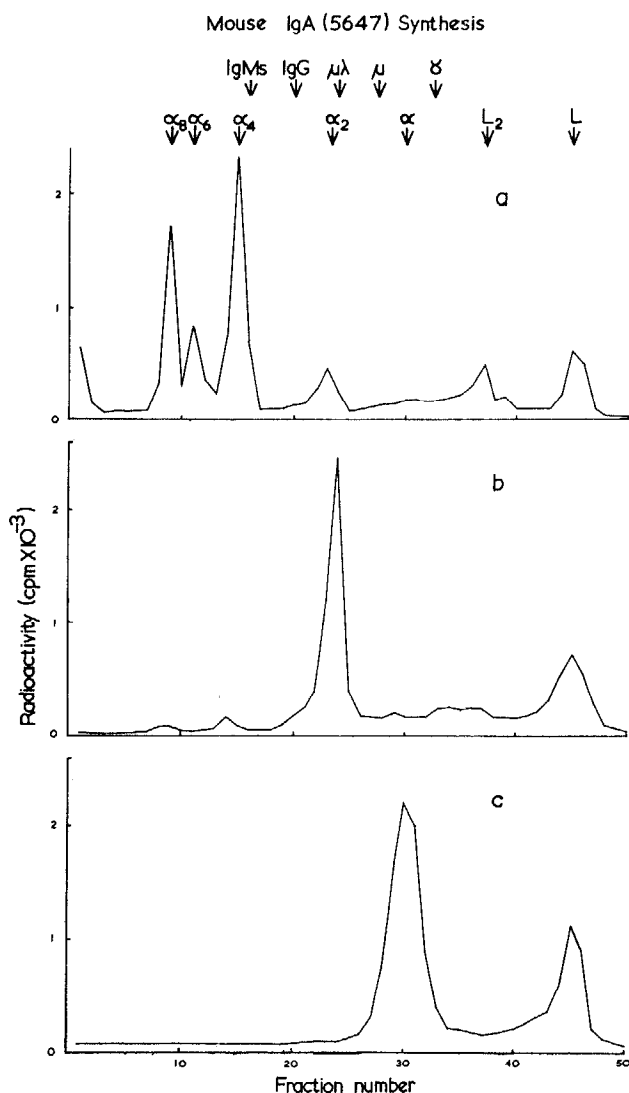 Mouse IgA (5647) Synthesis
IgMs IgG μλ μ ɣ
α₈ α₆ α₄ α₂ α L₂ L
2
a
1
0
b
2
1
0
Radioactivity (cpm X10⁻³)
c
2
1
0
10 20 30 40 50
Fraction number